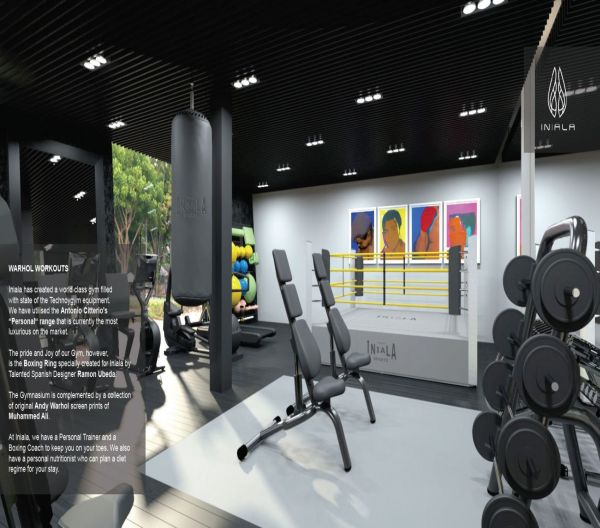 INIALA
INIALA
WARHOL WORKOUTS
Iniala has created a world class gym filled
with state of the Technogym equipment.
We have utilised the Antonio Citterio's
"Personal" range that is currently the most
luxurious on the market.
The pride and Joy of our Gym, however,
is the Boxing Ring specially created for Iniala by
Talented Spanish Designer Ramon Ubeda.
The Gymnasium is complemented by a collection
of original Andy Warhol screen prints of
Muhammed Ali.
At Iniala, we have a Personal Trainer and a
Boxing Coach to keep you on your toes. We also
have a personal nutritionist who can plan a diet
regime for your stay.
INIALA